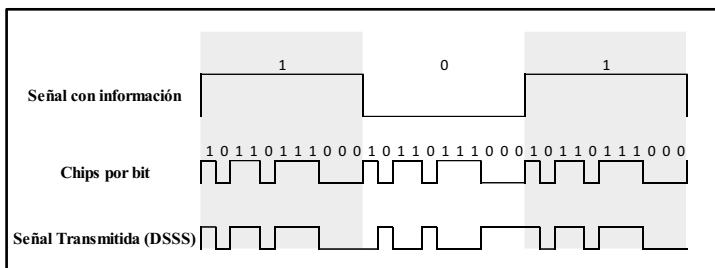 1 0 1
Señal con información
1 0 1 1 0 1 1 1 0 0 0 1 0 1 1 0 1 1 1 0 0 0 1 0 1 1 0 1 1 1 0 0 0
Chips por bit
Señal Transmitida (DSSS)